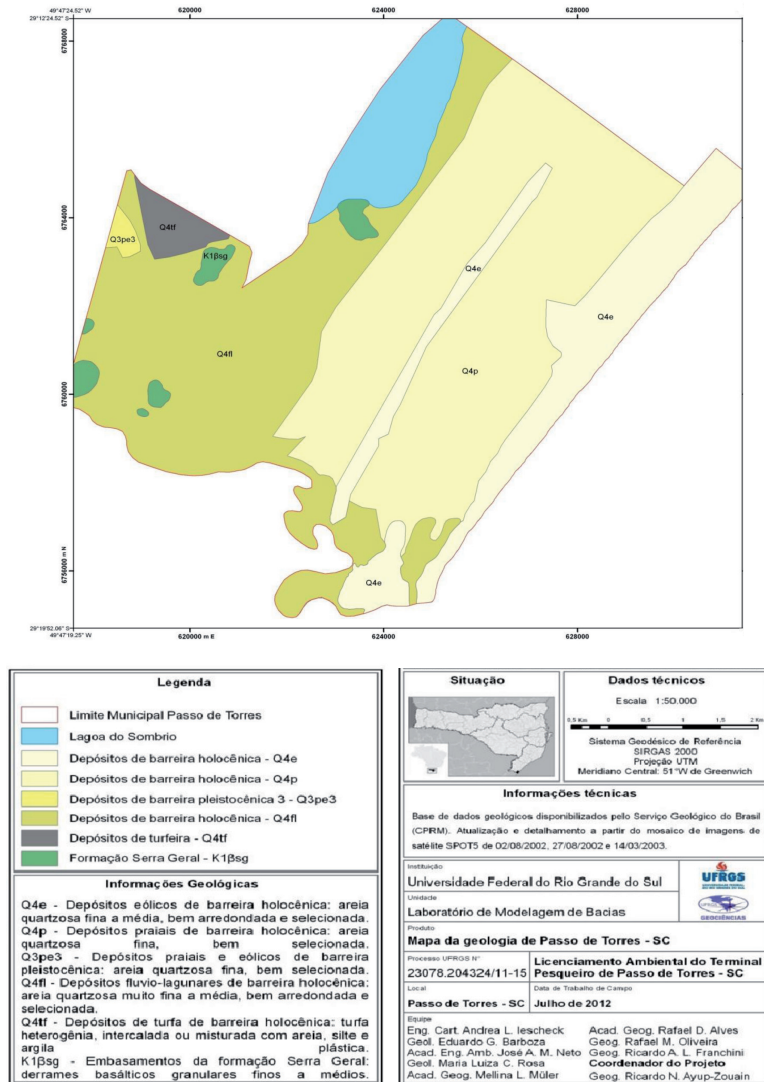 620000
624000
628000
49°47'24.52" W
29°12'24.52" S
6768000
6764000
6760000
6756000 m N
Q3pe3
Q4tf
K1βsg
Q4e
Q4e
Q4fl
Q4p
Q4e
29°19'52.06" S
49°47'19.25" W
620000 m E
624000
628000
Legenda
Limite Municipal Passo de Torres
Lagoa do Sombrio
Depósitos de barreira holocênica - Q4e
Depósitos de barreira holocênica - Q4p
Depósitos de barreira pleistocênica 3 - Q3pe3
Depósitos de barreira holocênica - Q4fl
Depósitos de turfeira - Q4tf
Formação Serra Geral - K1βsg
Informações Geológicas
Q4e - Depósitos eólicos de barreira holocênica: areia
quartzosa fina a média, bem arredondada e selecionada.
Q4p - Depósitos praiais de barreira holocênica: areia
quartzosa fina, bem selecionada.
Q3pe3 - Depósitos praiais e eólicos de barreira
pleistocênica: areia quartzosa fina, bem selecionada.
Q4fl - Depósitos fluvio-lagunares de barreira holocênica:
areia quartzosa muito fina a média, bem arredondada e
selecionada.
Q4tf - Depósitos de turfa de barreira holocênica: turfa
heterogênia, intercalada ou misturada com areia, silte e
argila plástica.
K1βsg - Embasamentos da formação Serra Geral:
derrames basálticos granulares finos a médios.
Situação
Dados técnicos
Escala 1:50.000
0.5 Km 0 0.5 1 1.5 2 Km
Sistema Geodésico de Referência
SIRGAS 2000
Projeção UTM
Meridiano Central: 51°W de Greenwich
Informações técnicas
Base de dados geológicos disponibilizados pelo Serviço Geológico do Brasil
(CPRM). Atualização e detalhamento a partir do mosaico de imagens de
satélite SPOT5 de 02/08/2002, 27/08/2002 e 14/03/2003.
Instituição
Universidade Federal do Rio Grande do Sul
UFRGS
Unidade
Laboratório de Modelagem de Bacias
GEOCIÊNCIAS
Produto
Mapa da geologia de Passo de Torres - SC
Processo UFRGS N°
23078.204324/11-15
Licenciamento Ambiental do Terminal
Pesqueiro de Passo de Torres - SC
Local
Passo de Torres - SC
Data de Trabalho de Campo
Julho de 2012
Equipe
Eng. Cart. Andrea L. Iescheck
Geol. Eduardo G. Barboza
Acad. Eng. Amb. José A. M. Neto
Geol. Maria Luiza C. Rosa
Acad. Geog. Mellina L. Müller
Acad. Geog. Rafael D. Alves
Geog. Rafael M. Oliveira
Geog. Ricardo A. L. Franchini
Coordenador do Projeto
Geog. Ricardo N. Ayup-Zouain